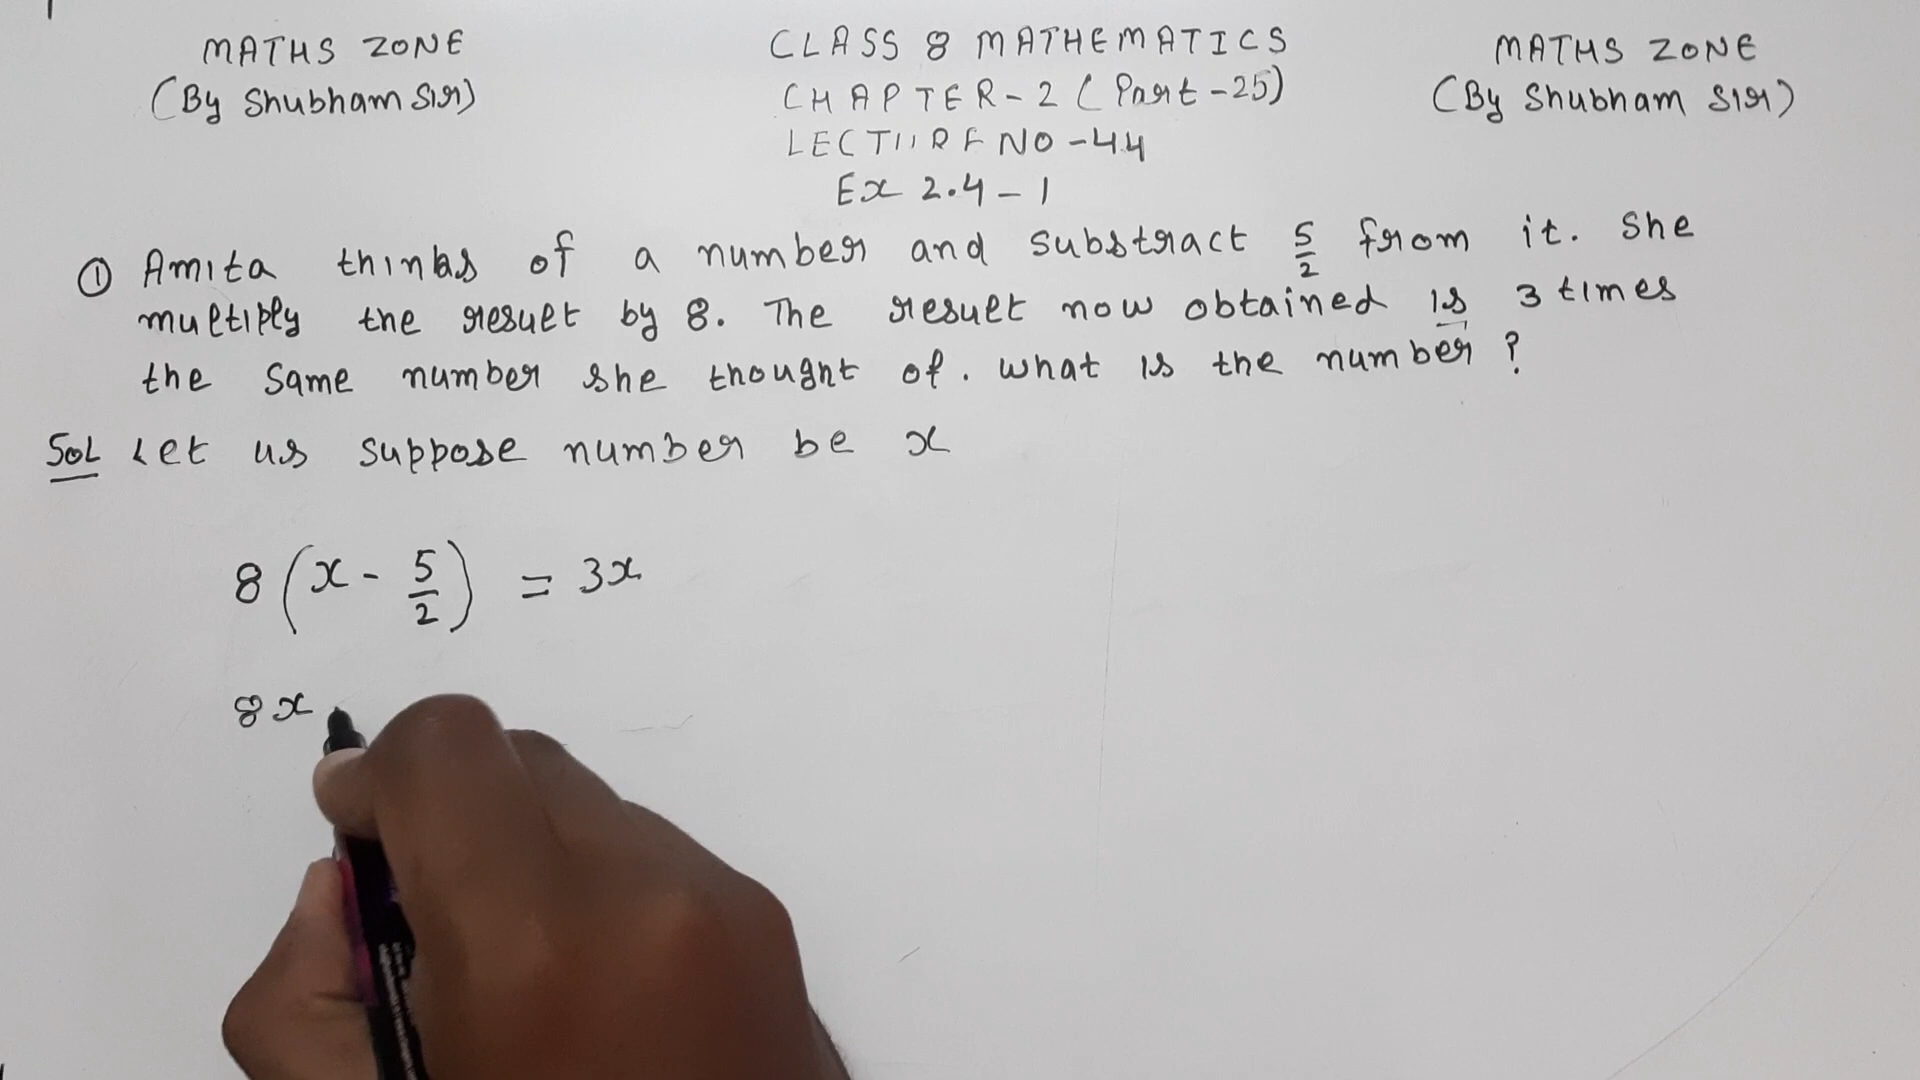 MATHS ZONE
(By Shubham Sir)
CLASS 8 MATHEMATICS
CHAPTER-2 (Part-25)
LECTURE NO-44
Ex 2.4-1
MATHS ZONE
(By Shubham Sir)
① Amita thinks of a number and substract 5/2 from it. She
multiply the result by 8. The result now obtained is 3 times
the same number she thought of. what is the number?
Sol Let us suppose number be x
8(x - 5/2) = 3x
8x